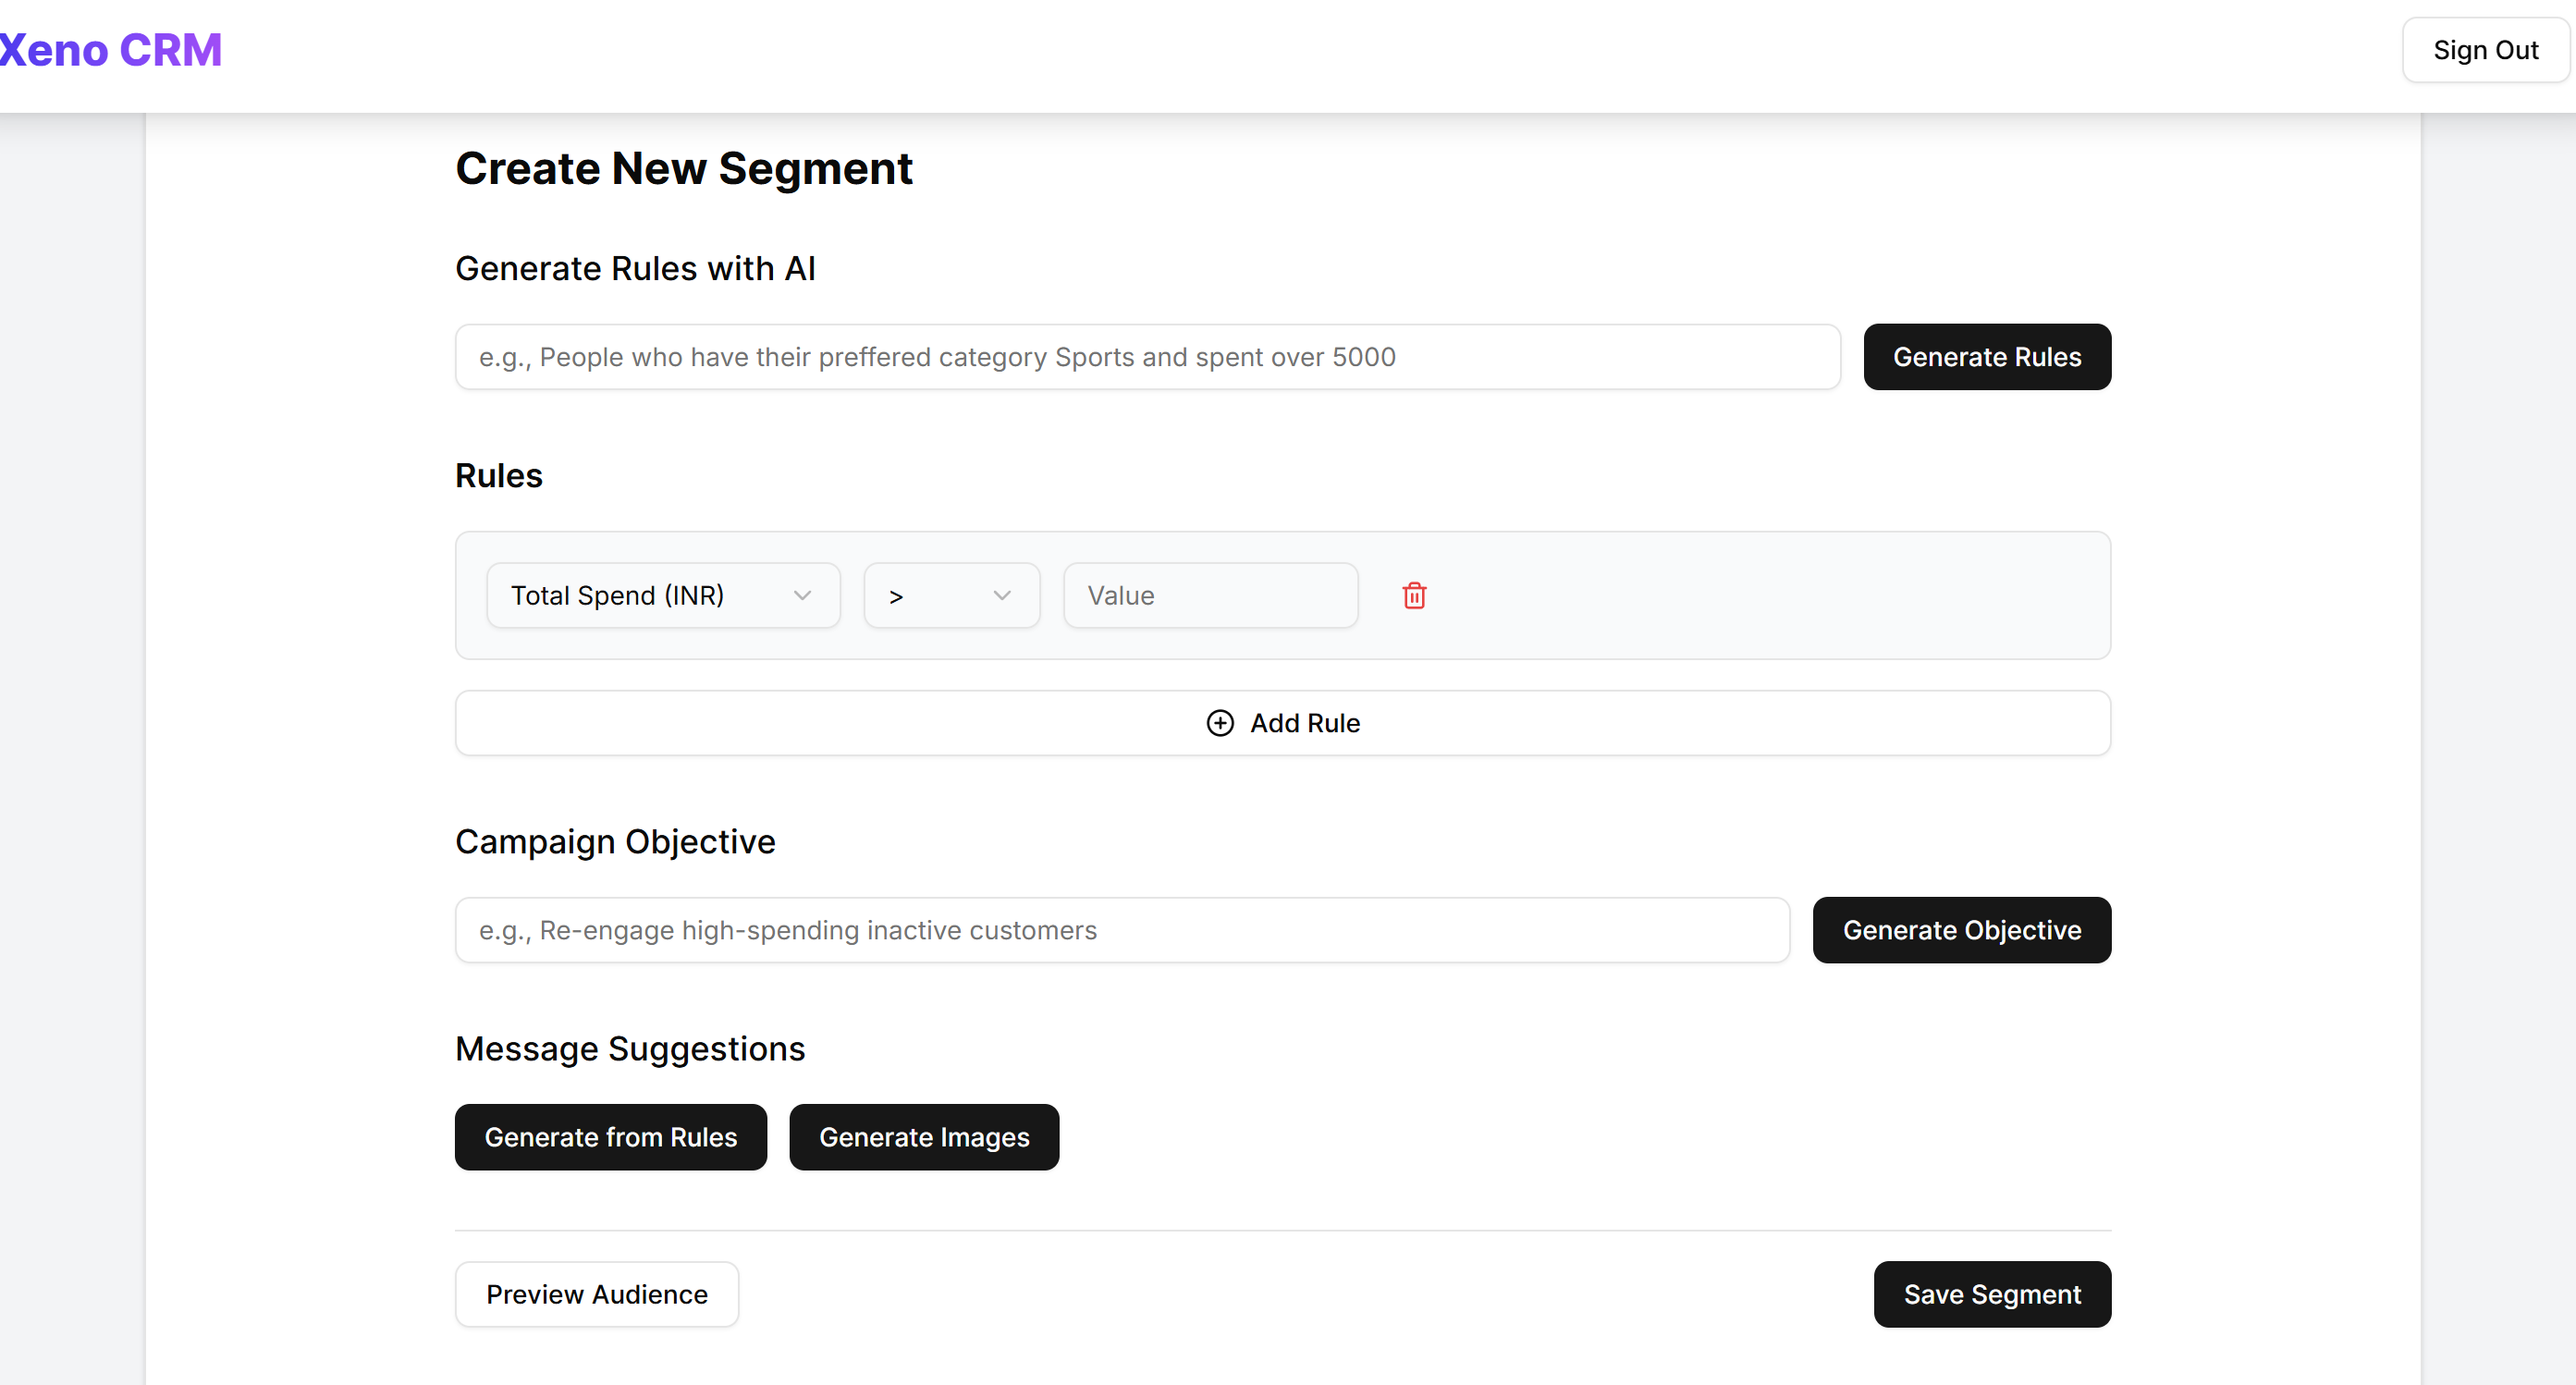 Xeno CRM
Sign Out
Create New Segment
Generate Rules with AI
e.g., People who have their preffered category Sports and spent over 5000
Generate Rules
Rules
Total Spend (INR)
>
Value
Add Rule
Campaign Objective
e.g., Re-engage high-spending inactive customers
Generate Objective
Message Suggestions
Generate from Rules
Generate Images
Preview Audience
Save Segment